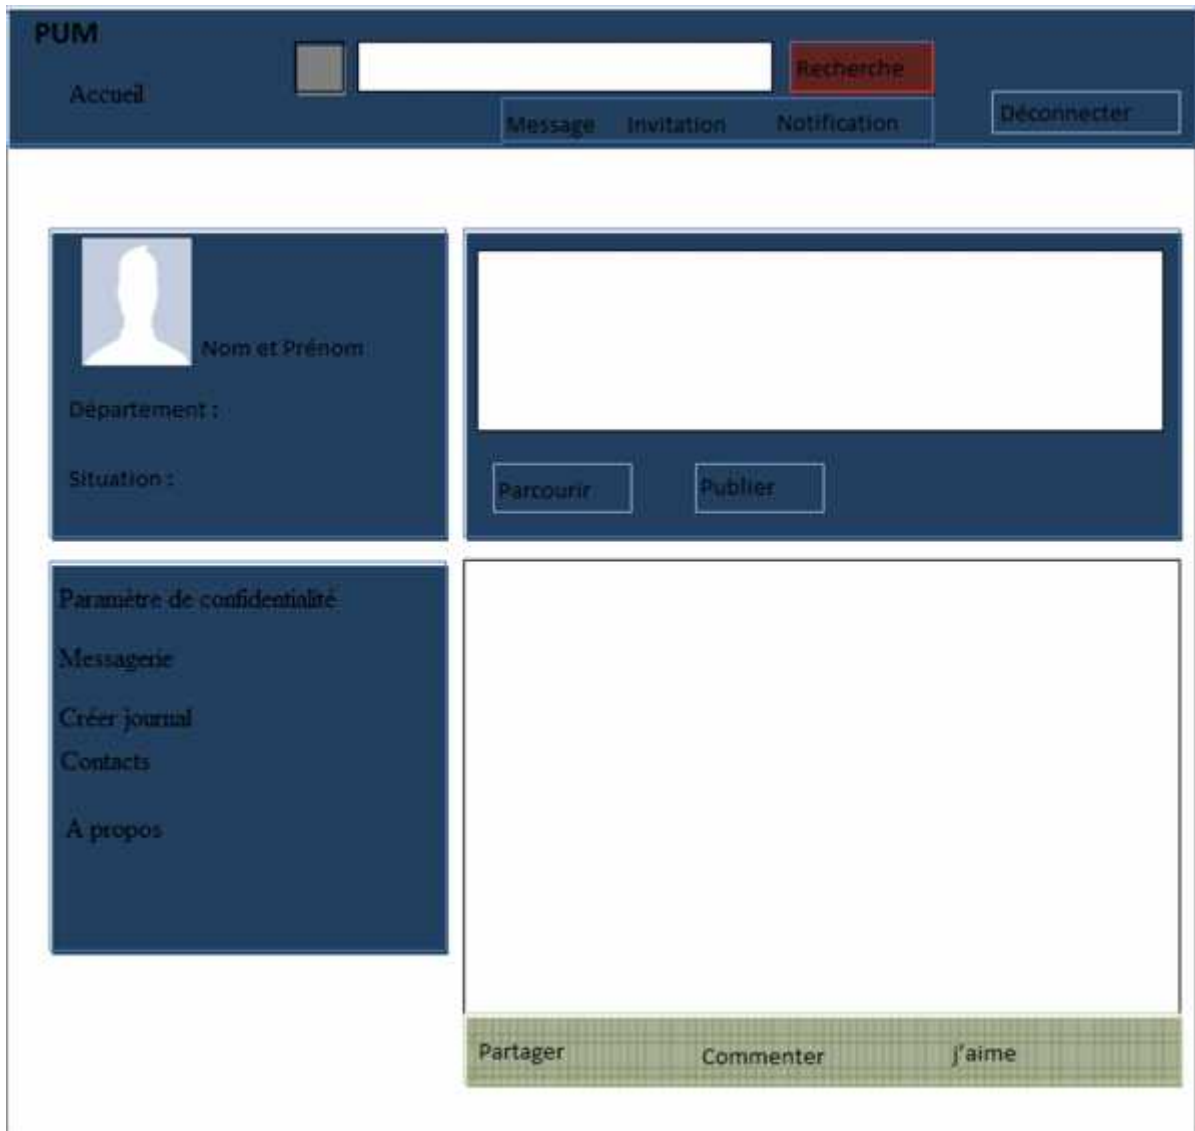 PUM
Recherche
Accueil
Message Invitation Notification
Déconnecter
Nom et Prénom
Département :
Situation :
Parcourir Publier
Paramètre de confidentialité
Messagerie
Créer journal
Contacts
A propos
Partager Commenter j'aime